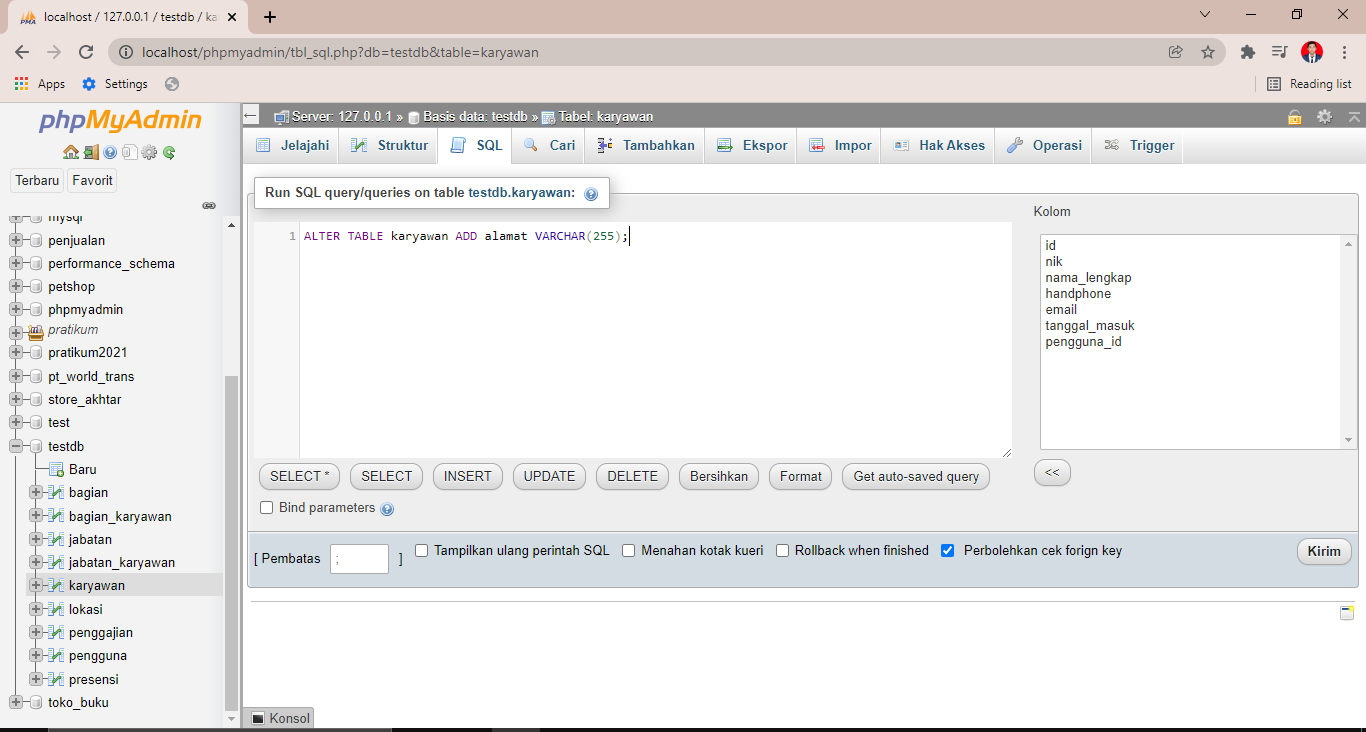 localhost / 127.0.0.1 / testdb / ka
localhost/phpmyadmin/tbl_sql.php?db=testdb&table=karyawan
Apps
Settings
Reading list
phpMyAdmin
Terbaru
Favorit
mysql
penjualan
performance_schema
petshop
phpmyadmin
pratikum
pratikum2021
pt_world_trans
store_akhtar
test
testdb
Baru
bagian
bagian_karyawan
jabatan
jabatan_karyawan
karyawan
lokasi
penggajian
pengguna
presensi
toko_buku
Server: 127.0.0.1 » Basis data: testdb » Tabel: karyawan
Jelajahi
Struktur
SQL
Cari
Tambahkan
Ekspor
Impor
Hak Akses
Operasi
Trigger
Run SQL query/queries on table testdb.karyawan:
1 ALTER TABLE karyawan ADD alamat VARCHAR(255);
Kolom
id
nik
nama_lengkap
handphone
email
tanggal_masuk
pengguna_id
SELECT *
SELECT
INSERT
UPDATE
DELETE
Bersihkan
Format
Get auto-saved query
<<
Bind parameters
[ Pembatas ; ]
Tampilkan ulang perintah SQL
Menahan kotak kueri
Rollback when finished
Perbolehkan cek forign key
Kirim
Konsol